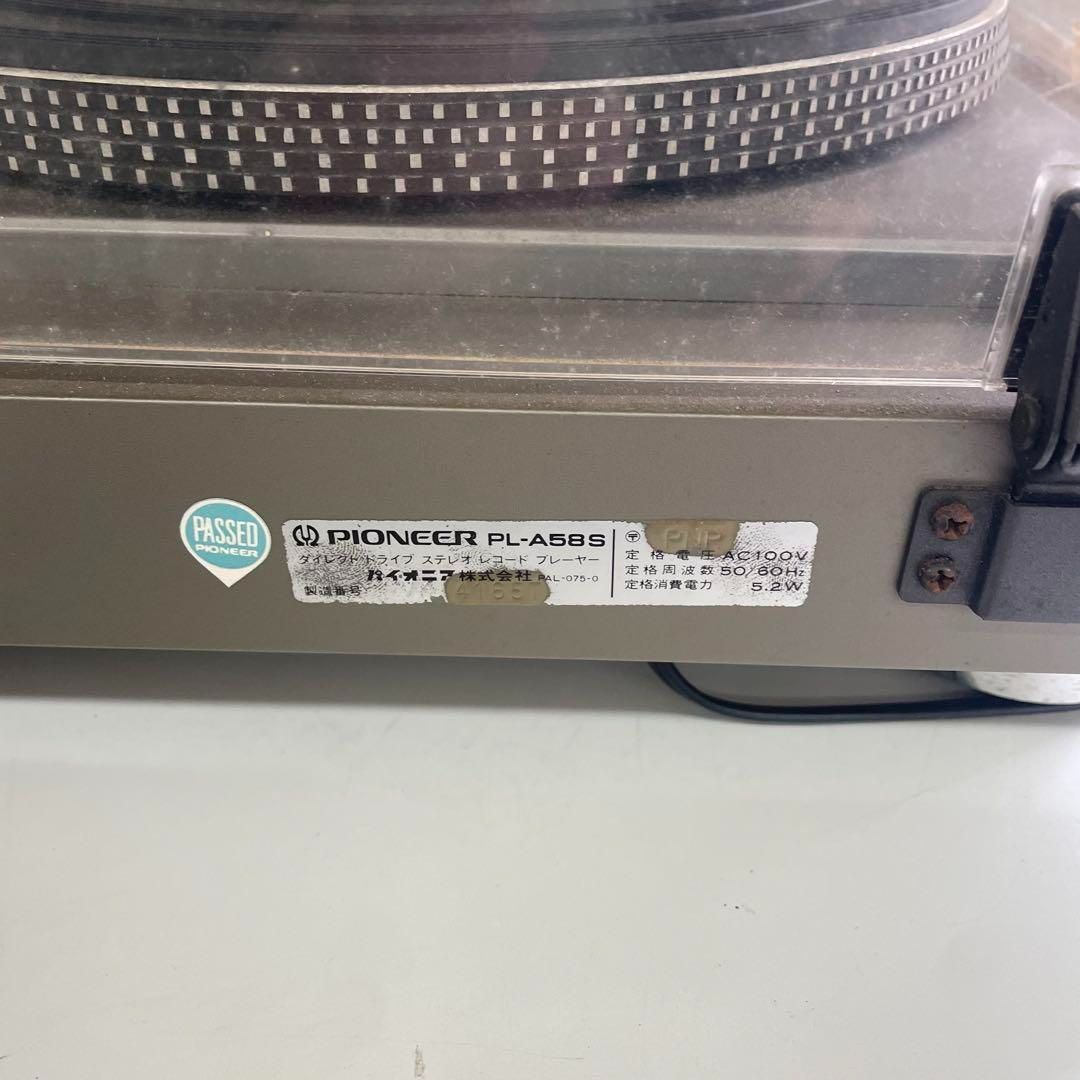 PASSED
PIONEER
PIONEER PL-A58S
ダイレクト ドライブ ステレオ レコード プレーヤー
パイオニア株式会社 PAL-075-0
製造番号
〒 PNP
定格電圧 AC100V
定格周波数 50/60Hz
定格消費電力 5.2W